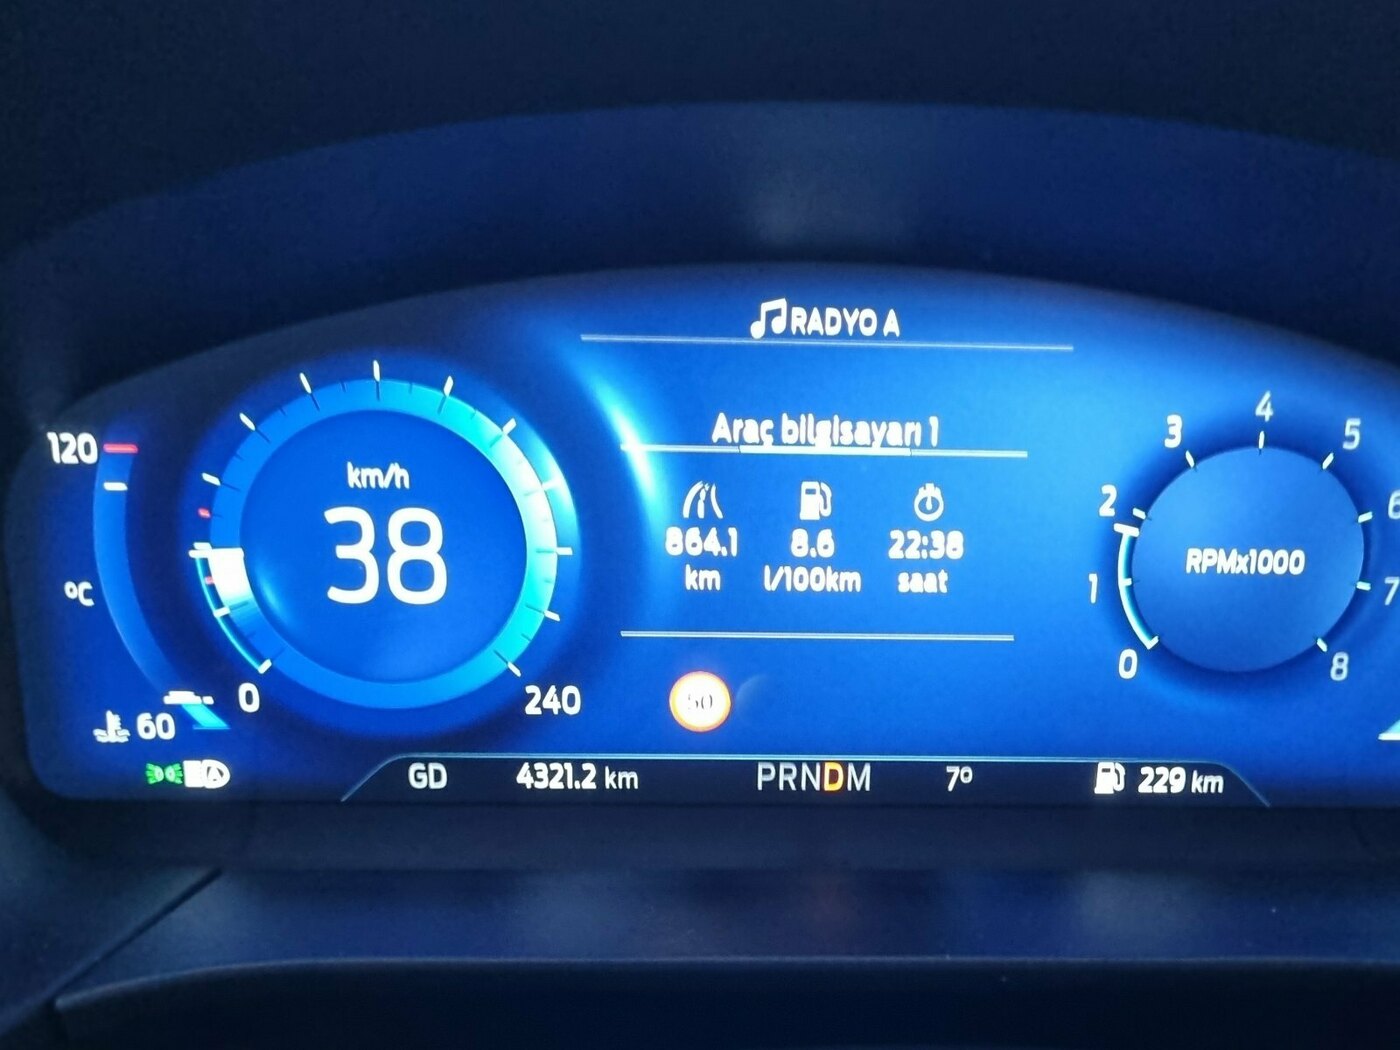 RADYO A
Araç bilgisayarı 1
864.1 8.6 22:38
km l/100km saat
120
°C
60
km/h
38
0 240
50
0 1 2 3 4 5 6 7 8
RPMx1000
GD 4321.2 km PRNDM 7° 229 km